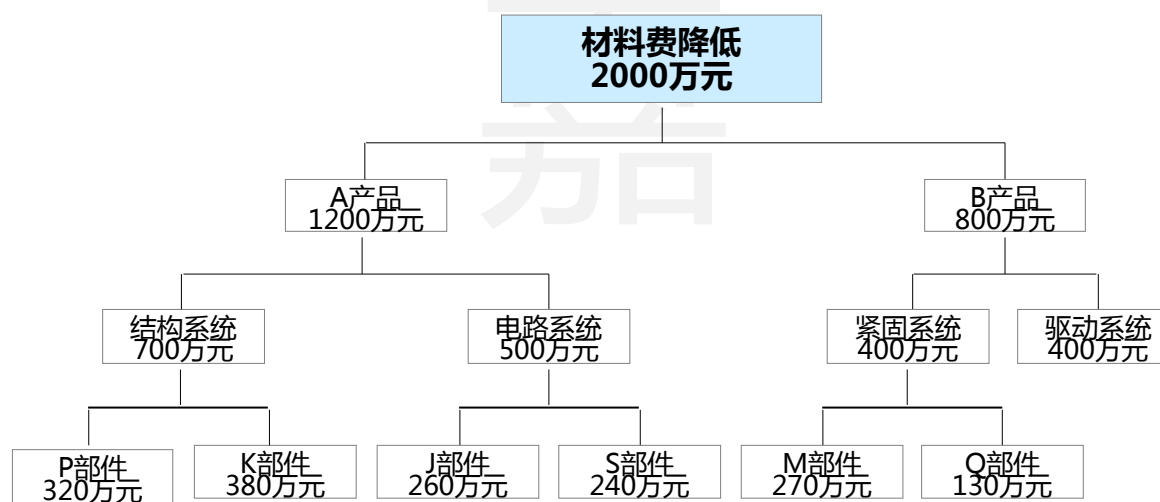 材料费降低
2000万元
A产品
1200万元
B产品
800万元
结构系统
700万元
电路系统
500万元
紧固系统
400万元
驱动系统
400万元
P部件
320万元
K部件
380万元
J部件
260万元
S部件
240万元
M部件
270万元
Q部件
130万元